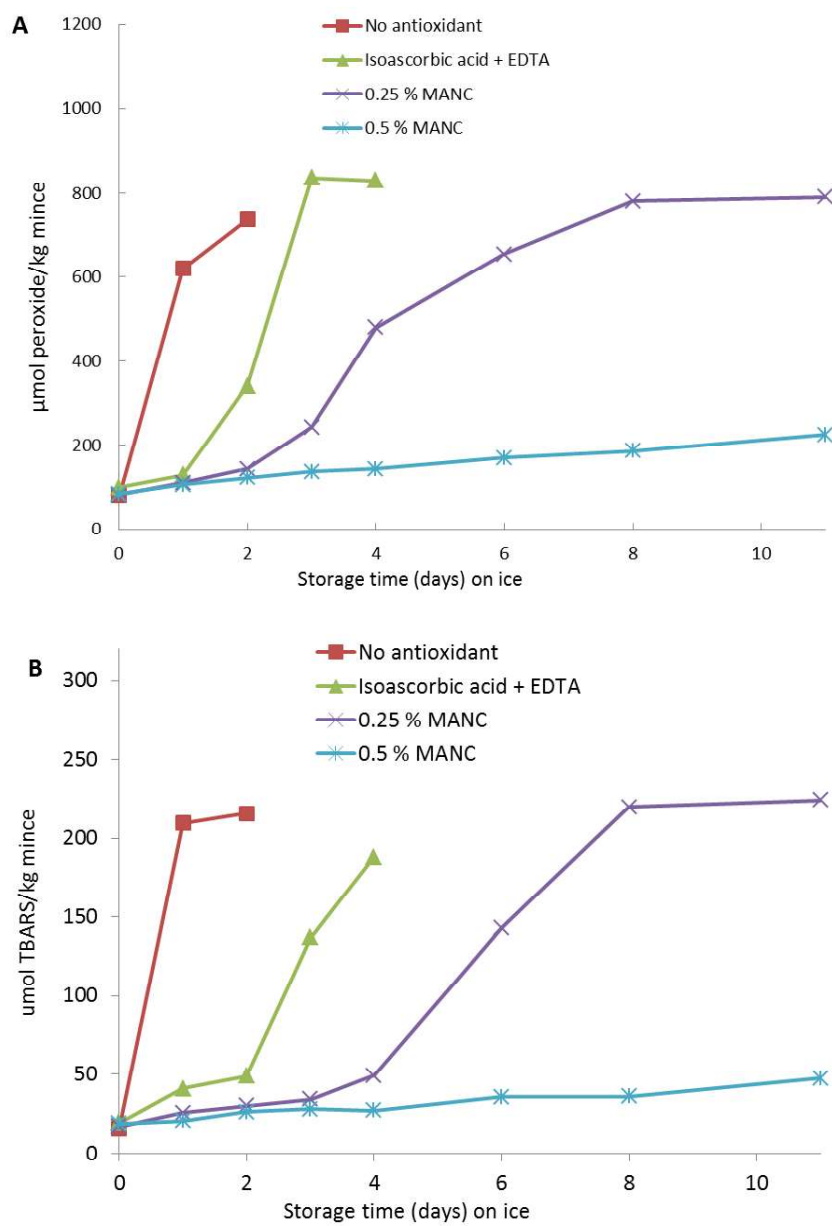 A
1200
1000
800
600
400
200
0
µmol peroxide/kg mince
No antioxidant
Isoascorbic acid + EDTA
0.25 % MANC
0.5 % MANC
0 2 4 6 8 10
Storage time (days) on ice
B
300
250
200
150
100
50
0
umol TBARS/kg mince
No antioxidant
Isoascorbic acid + EDTA
0.25 % MANC
0.5 % MANC
0 2 4 6 8 10
Storage time (days) on ice